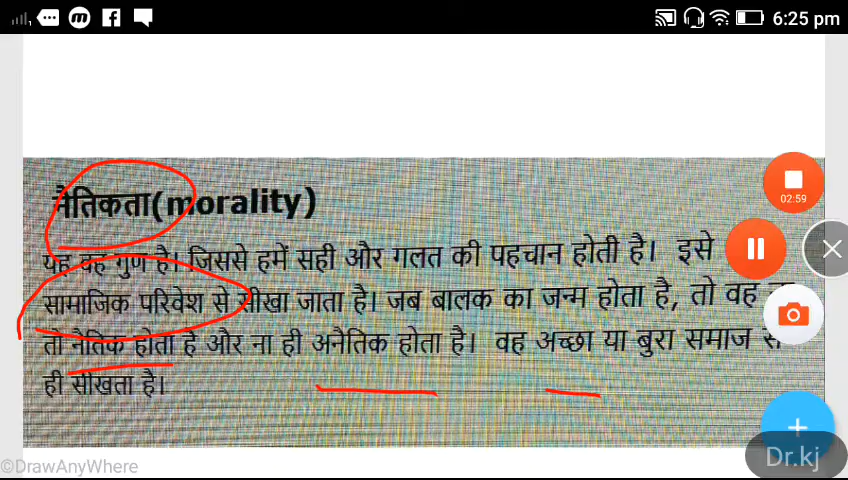 6:25 pm
नैतिकता(morality)
02:59
यह वह गुण है। जिससे हमें सही और गलत की पहचान होती है। इसे
सामाजिक परिवेश से सीखा जाता है। जब बालक का जन्म होता है, तो वह
तो नैतिक होता है और ना ही अनैतिक होता है। वह अच्छा या बुरा समाज से
ही सीखता है।
©DrawAnyWhere
Dr.kj